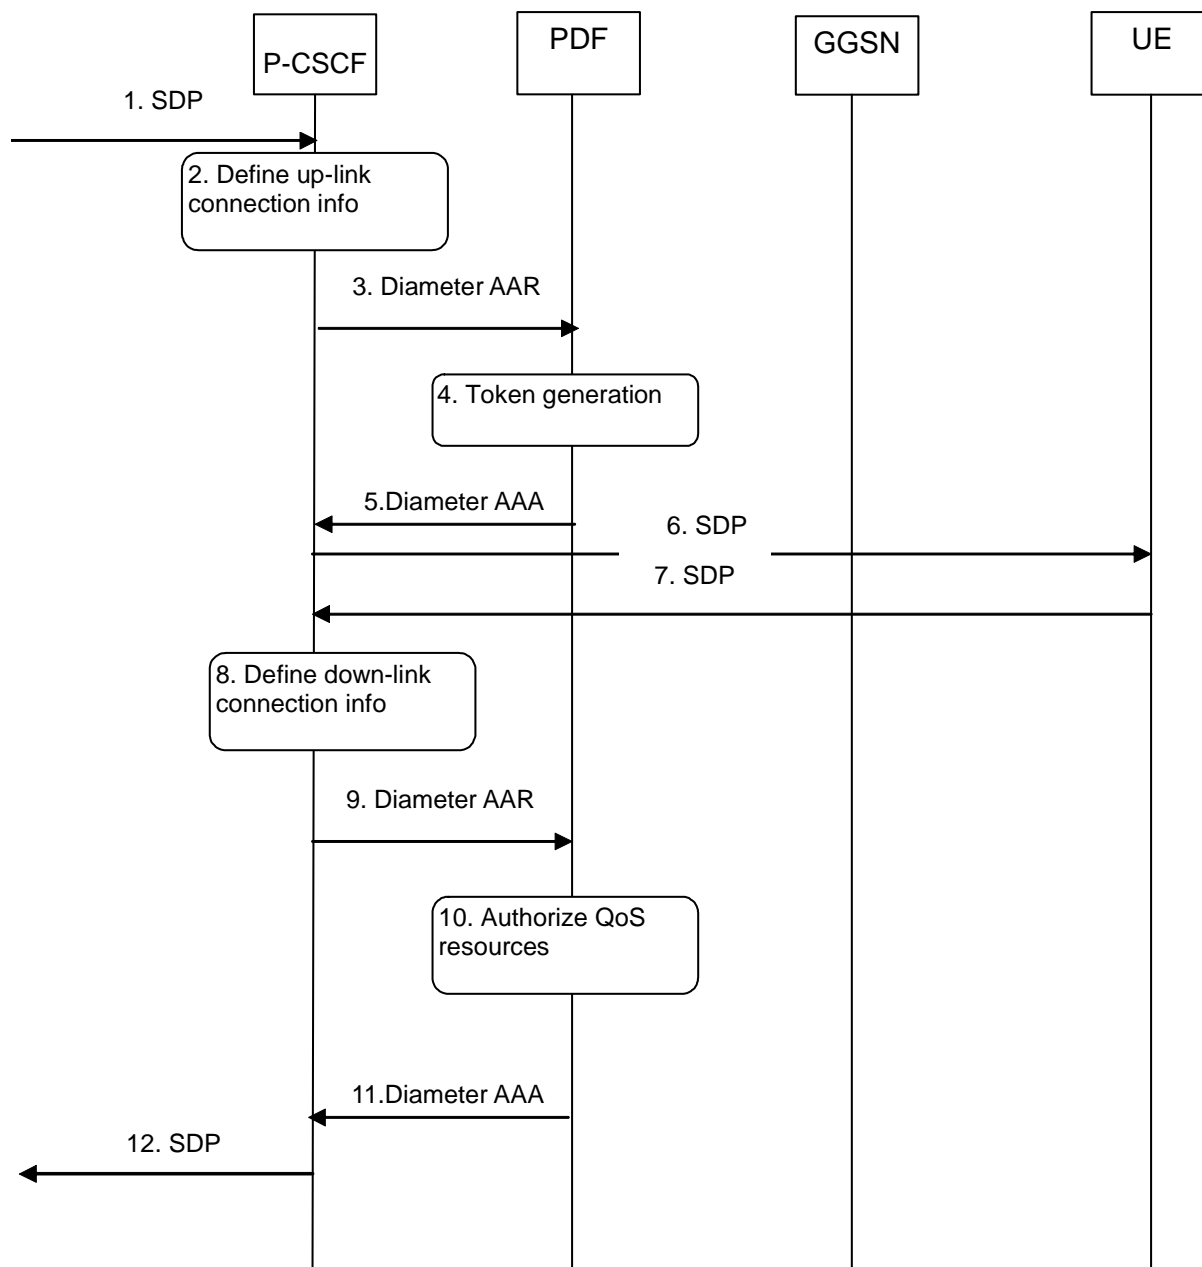 P-CSCF
PDF
GGSN
UE
1. SDP
2. Define up-link
connection info
3. Diameter AAR
4. Token generation
5.Diameter AAA
6. SDP
7. SDP
8. Define down-link
connection info
9. Diameter AAR
10. Authorize QoS
resources
11.Diameter AAA
12. SDP